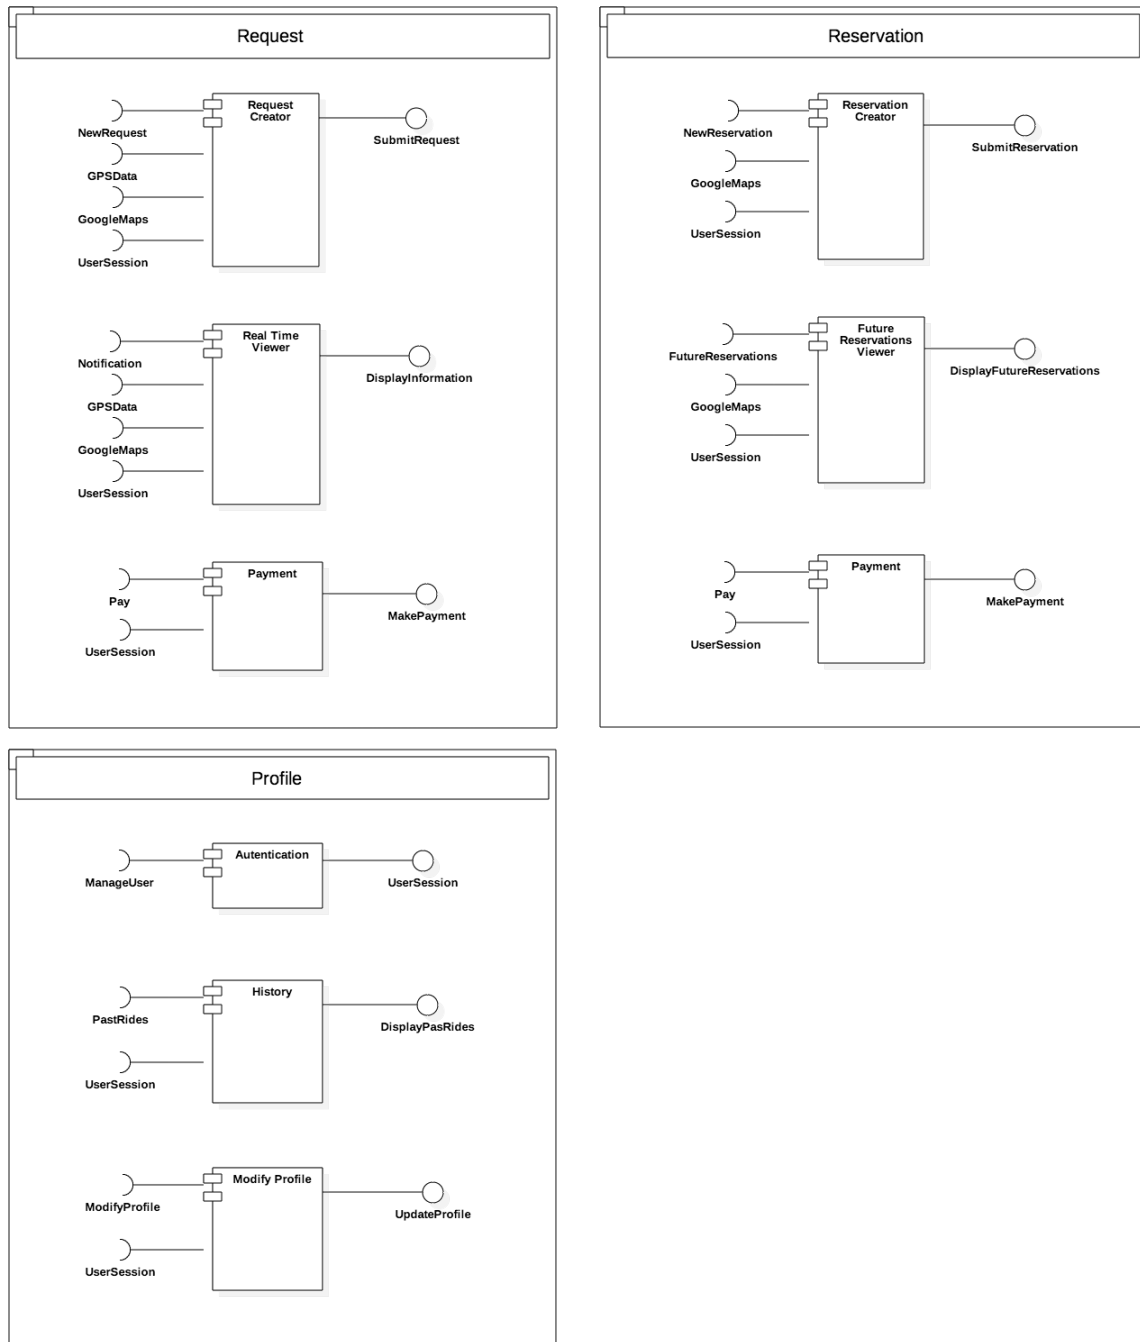 Request
Request
Creator
NewRequest
SubmitRequest
GPSData
GoogleMaps
UserSession
Real Time
Viewer
Notification
DisplayInformation
GPSData
GoogleMaps
UserSession
Payment
Pay
MakePayment
UserSession
Reservation
Reservation
Creator
NewReservation
SubmitReservation
GoogleMaps
UserSession
Future
Reservations
Viewer
FutureReservations
DisplayFutureReservations
GoogleMaps
UserSession
Payment
Pay
MakePayment
UserSession
Profile
Autentication
ManageUser
UserSession
History
PastRides
DisplayPasRides
UserSession
Modify Profile
ModifyProfile
UpdateProfile
UserSession